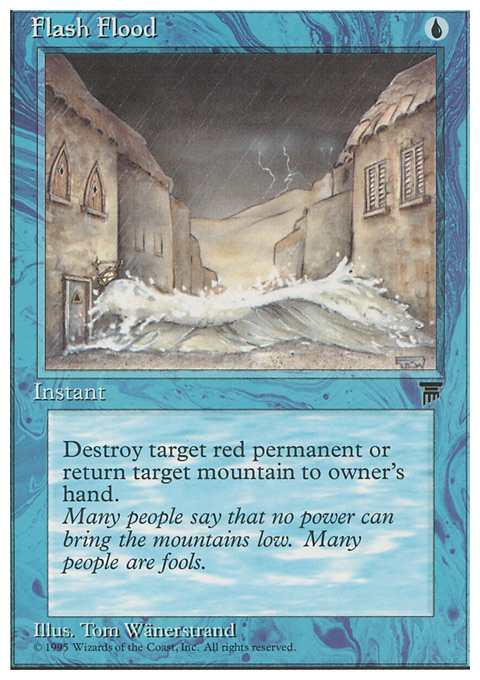 Flash Flood
Instant
Destroy target red permanent or
return target mountain to owner's
hand.
Many people say that no power can
bring the mountains low. Many
people are fools.
Illus. Tom Wänerstrand
© 1995 Wizards of the Coast, Inc. All rights reserved.